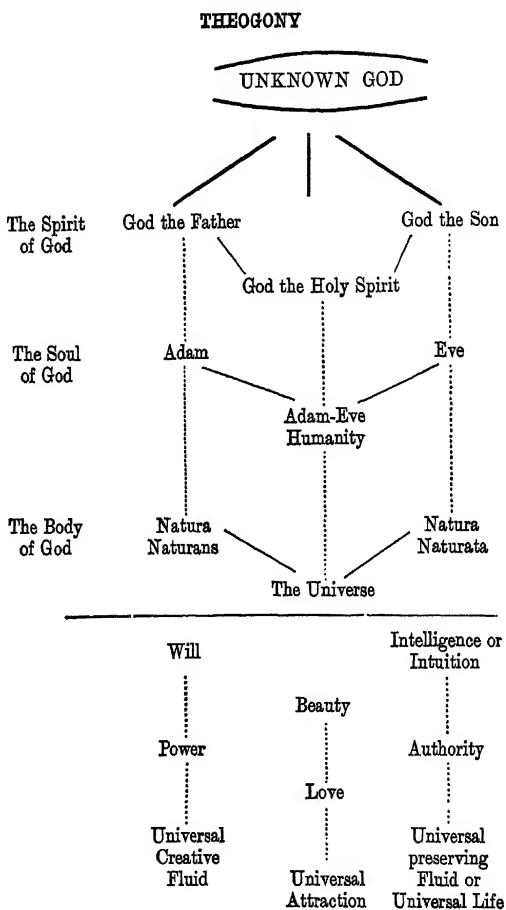 THEOGONY
UNKNOWN GOD
The Spirit
of God
God the Father
God the Son
God the Holy Spirit
The Soul
of God
Adam
Eve
Adam-Eve
Humanity
The Body
of God
Natura
Naturans
Natura
Naturata
The Universe
Will
Intelligence or
Intuition
Beauty
Power
Authority
Love
Universal
Creative
Fluid
Universal
Attraction
Universal
preserving
Fluid or
Universal Life